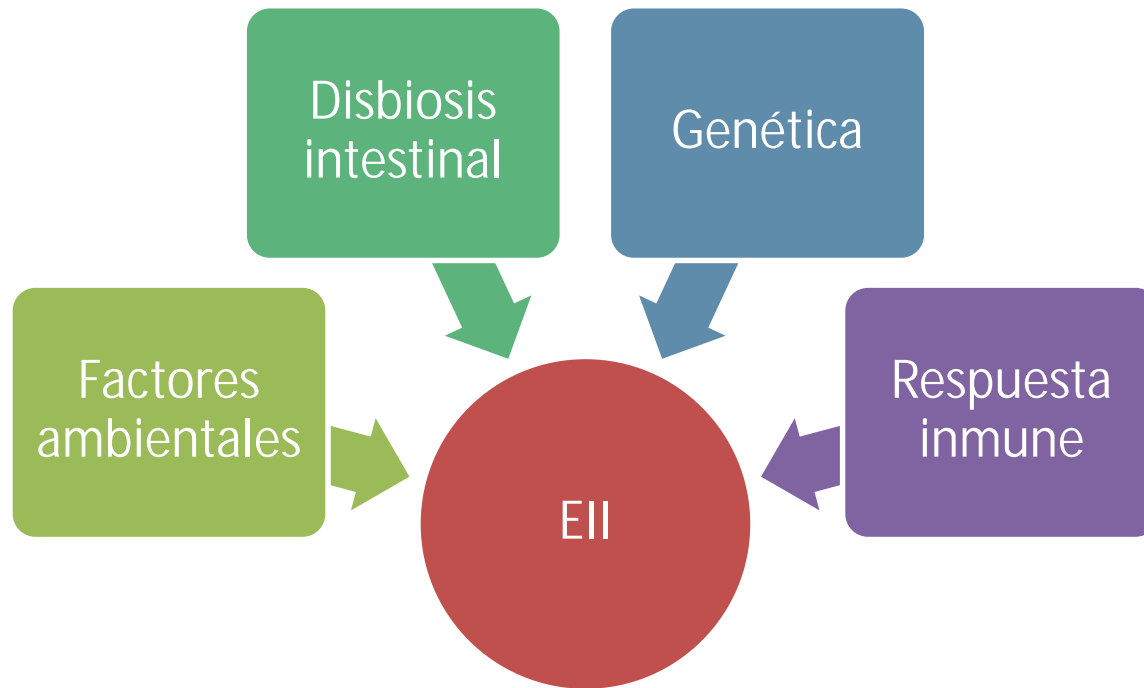 Disbiosis
intestinal
Genética
Factores
ambientales
Respuesta
inmune
EII